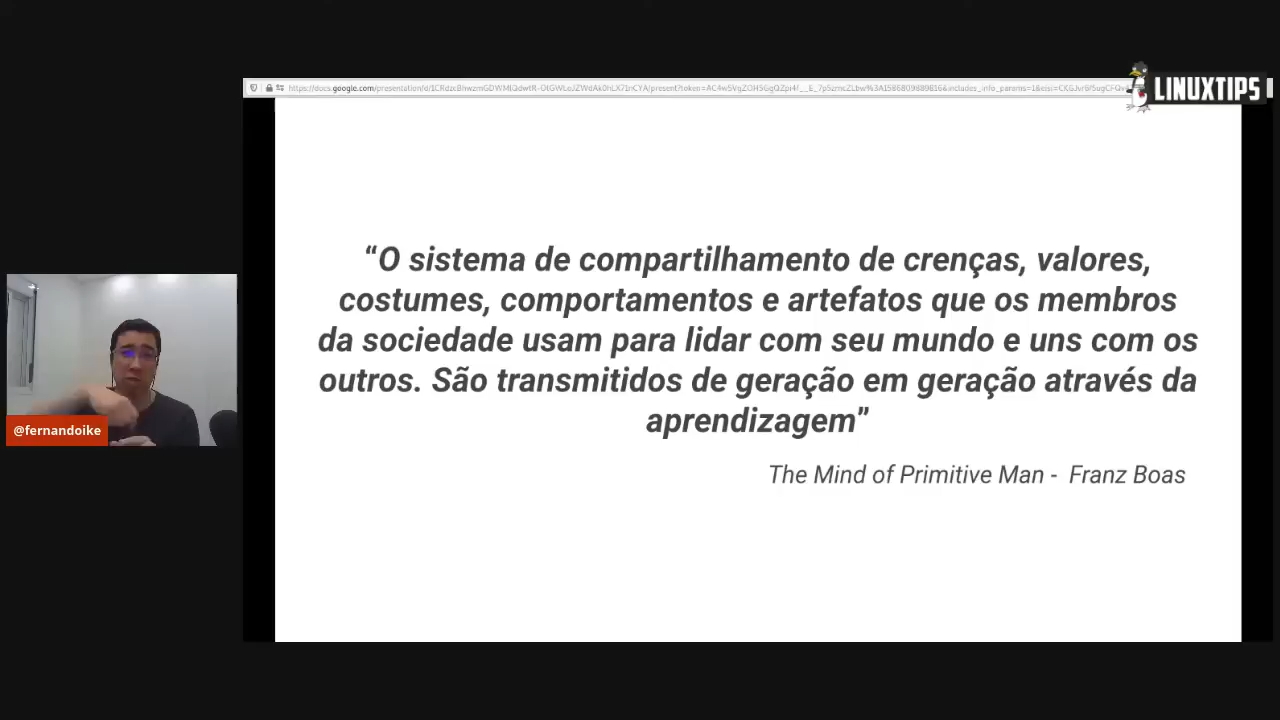 LINUXTIPS
“O sistema de compartilhamento de crenças, valores,
costumes, comportamentos e artefatos que os membros
da sociedade usam para lidar com seu mundo e uns com os
outros. São transmitidos de geração em geração através da
aprendizagem”
The Mind of Primitive Man - Franz Boas
@fernandoike